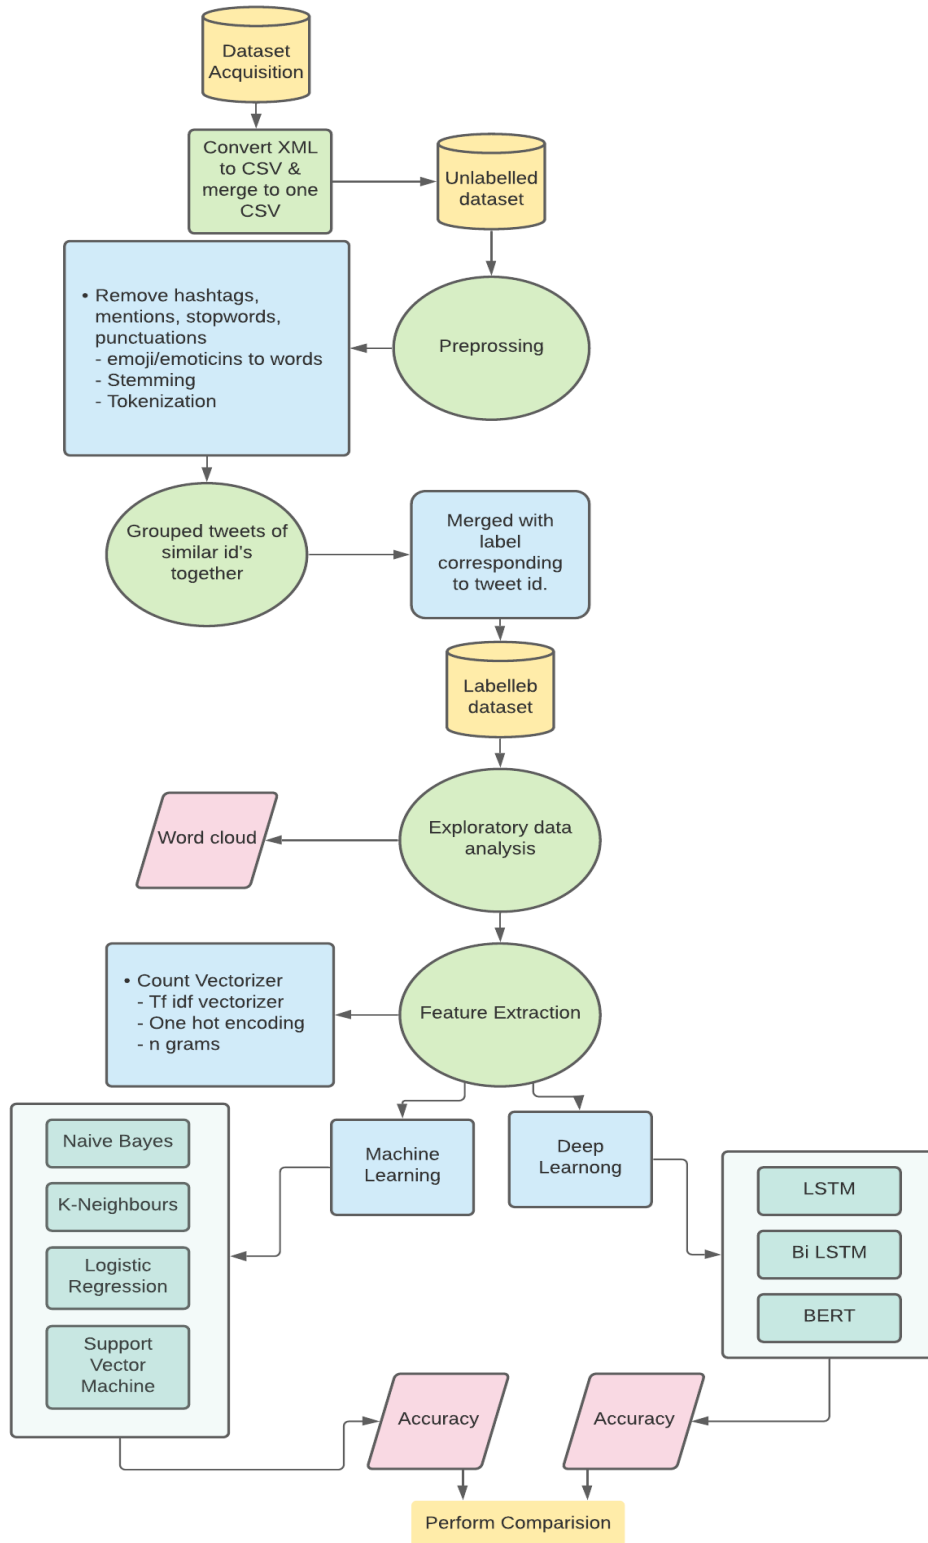 Dataset
Acquisition
Convert XML
to CSV &
merge to one
CSV
Unlabelled
dataset
Preprossing
• Remove hashtags,
mentions, stopwords,
punctuations
- emoji/emoticins to words
- Stemming
- Tokenization
Grouped tweets of
similar id's
together
Merged with
label
corresponding
to tweet id.
Labelleb
dataset
Exploratory data
analysis
Word cloud
Feature Extraction
• Count Vectorizer
- Tf idf vectorizer
- One hot encoding
- n grams
Machine
Learning
Deep
Learnong
Naive Bayes
K-Neighbours
Logistic
Regression
Support
Vector
Machine
LSTM
Bi LSTM
BERT
Accuracy
Accuracy
Perform Comparision